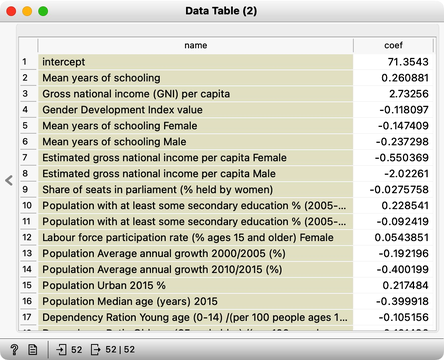 Data Table (2)
name coef
1 intercept 71.3543
2 Mean years of schooling 0.260881
3 Gross national income (GNI) per capita 2.73256
4 Gender Development Index value -0.118097
5 Mean years of schooling Female -0.147409
6 Mean years of schooling Male -0.237298
7 Estimated gross national income per capita Female -0.550369
8 Estimated gross national income per capita Male -2.02261
9 Share of seats in parliament (% held by women) -0.0275758
10 Population with at least some secondary education % (2005-... 0.228541
11 Population with at least some secondary education % (2005-... -0.092419
12 Labour force participation rate (% ages 15 and older) Female 0.0543851
13 Population Average annual growth 2000/2005 (%) -0.192196
14 Population Average annual growth 2010/2015 (%) -0.400199
15 Population Urban 2015 % 0.217484
16 Population Median age (years) 2015 -0.399918
17 Dependency Ration Young age (0-14) /(per 100 people ages 1... -0.105156
? 52 52 | 52